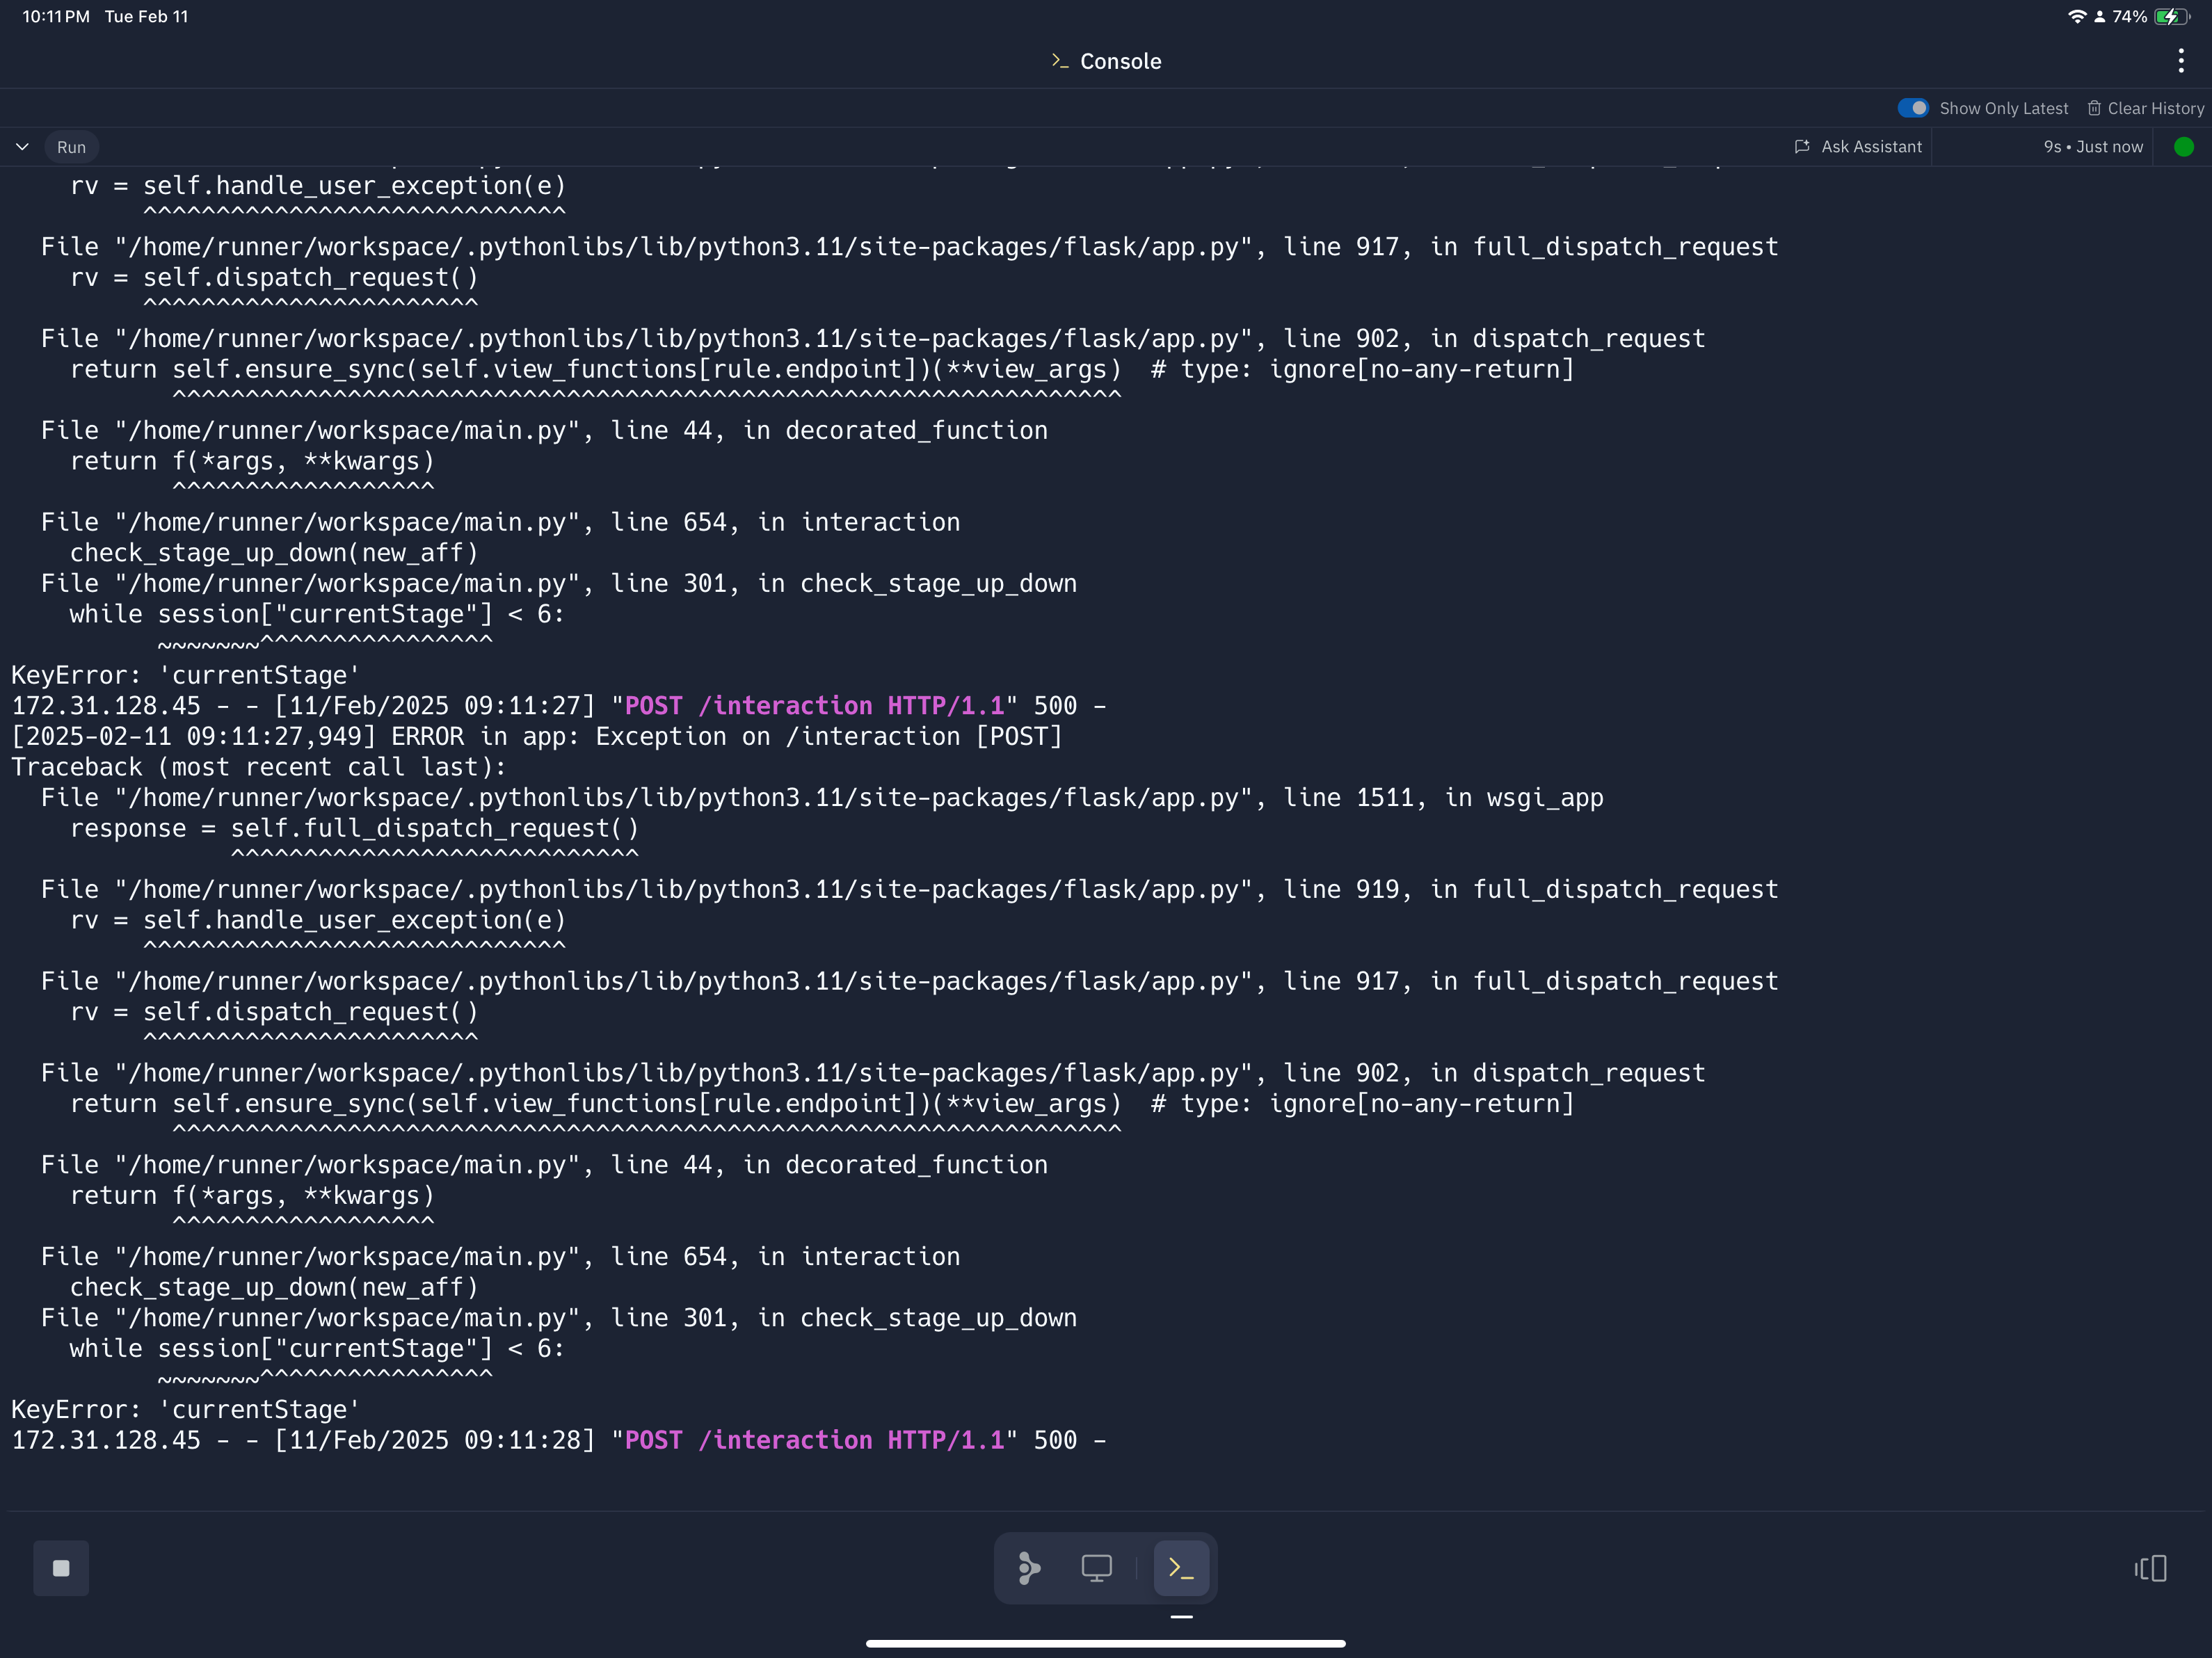 10:11 PM Tue Feb 11
74%
>_ Console
Show Only Latest Clear History
Run Ask Assistant 9s • Just now
    rv = self.handle_user_exception(e)
         ^^^^^^^^^^^^^^^^^^^^^^^^^^^^^
  File "/home/runner/workspace/.pythonlibs/lib/python3.11/site-packages/flask/app.py", line 917, in full_dispatch_request
    rv = self.dispatch_request()
         ^^^^^^^^^^^^^^^^^^^^^^^
  File "/home/runner/workspace/.pythonlibs/lib/python3.11/site-packages/flask/app.py", line 902, in dispatch_request
    return self.ensure_sync(self.view_functions[rule.endpoint])(**view_args)  # type: ignore[no-any-return]
           ^^^^^^^^^^^^^^^^^^^^^^^^^^^^^^^^^^^^^^^^^^^^^^^^^^^^^^^^^^^^^^^^^
  File "/home/runner/workspace/main.py", line 44, in decorated_function
    return f(*args, **kwargs)
           ^^^^^^^^^^^^^^^^^^
  File "/home/runner/workspace/main.py", line 654, in interaction
    check_stage_up_down(new_aff)
  File "/home/runner/workspace/main.py", line 301, in check_stage_up_down
    while session["currentStage"] < 6:
          ~~~~~~~^^^^^^^^^^^^^^^^
KeyError: 'currentStage'
172.31.128.45 - - [11/Feb/2025 09:11:27] "POST /interaction HTTP/1.1" 500 -
[2025-02-11 09:11:27,949] ERROR in app: Exception on /interaction [POST]
Traceback (most recent call last):
  File "/home/runner/workspace/.pythonlibs/lib/python3.11/site-packages/flask/app.py", line 1511, in wsgi_app
    response = self.full_dispatch_request()
               ^^^^^^^^^^^^^^^^^^^^^^^^^^^^
  File "/home/runner/workspace/.pythonlibs/lib/python3.11/site-packages/flask/app.py", line 919, in full_dispatch_request
    rv = self.handle_user_exception(e)
         ^^^^^^^^^^^^^^^^^^^^^^^^^^^^^
  File "/home/runner/workspace/.pythonlibs/lib/python3.11/site-packages/flask/app.py", line 917, in full_dispatch_request
    rv = self.dispatch_request()
         ^^^^^^^^^^^^^^^^^^^^^^^
  File "/home/runner/workspace/.pythonlibs/lib/python3.11/site-packages/flask/app.py", line 902, in dispatch_request
    return self.ensure_sync(self.view_functions[rule.endpoint])(**view_args)  # type: ignore[no-any-return]
           ^^^^^^^^^^^^^^^^^^^^^^^^^^^^^^^^^^^^^^^^^^^^^^^^^^^^^^^^^^^^^^^^^
  File "/home/runner/workspace/main.py", line 44, in decorated_function
    return f(*args, **kwargs)
           ^^^^^^^^^^^^^^^^^^
  File "/home/runner/workspace/main.py", line 654, in interaction
    check_stage_up_down(new_aff)
  File "/home/runner/workspace/main.py", line 301, in check_stage_up_down
    while session["currentStage"] < 6:
          ~~~~~~~^^^^^^^^^^^^^^^^
KeyError: 'currentStage'
172.31.128.45 - - [11/Feb/2025 09:11:28] "POST /interaction HTTP/1.1" 500 -